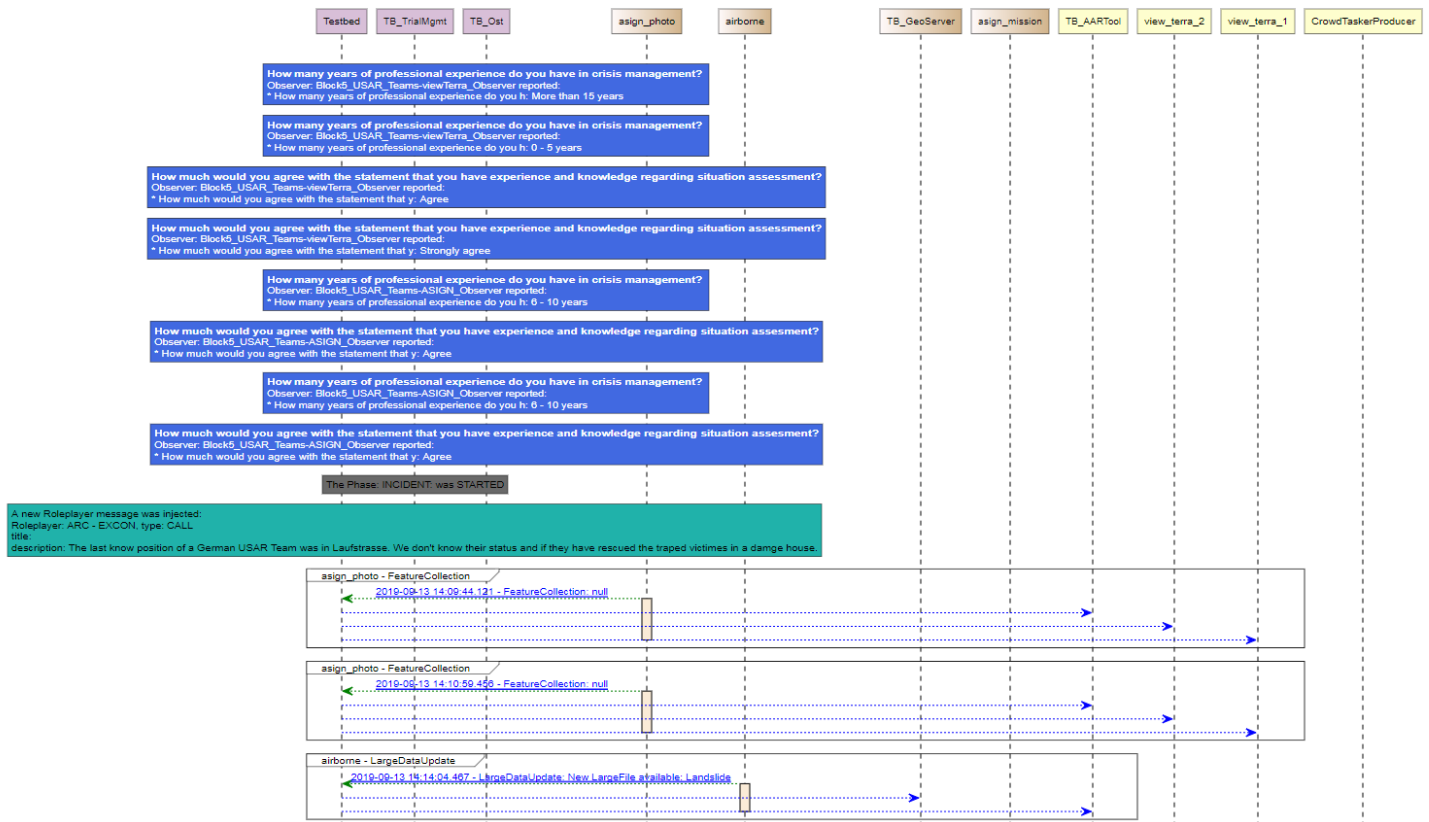 Testbed TB_TrialMgmt TB_Ost asign_photo airborne TB_GeoServer asign_mission TB_AARTool view_terra_2 view_terra_1 CrowdTaskerProducer
How many years of professional experience do you have in crisis management?
Observer: Block5_USAR_Teams-viewTerra_Observer reported:
* How many years of professional experience do you h: More than 15 years
How many years of professional experience do you have in crisis management?
Observer: Block5_USAR_Teams-viewTerra_Observer reported:
* How many years of professional experience do you h: 0 - 5 years
How much would you agree with the statement that you have experience and knowledge regarding situation assessment?
Observer: Block5_USAR_Teams-viewTerra_Observer reported:
* How much would you agree with the statement that y: Agree
How much would you agree with the statement that you have experience and knowledge regarding situation assessment?
Observer: Block5_USAR_Teams-viewTerra_Observer reported:
* How much would you agree with the statement that y: Strongly agree
How many years of professional experience do you have in crisis management?
Observer: Block5_USAR_Teams-ASIGN_Observer reported:
* How many years of professional experience do you h: 6 - 10 years
How much would you agree with the statement that you have experience and knowledge regarding situation assesment?
Observer: Block5_USAR_Teams-ASIGN_Observer reported:
* How much would you agree with the statement that y: Agree
How many years of professional experience do you have in crisis management?
Observer: Block5_USAR_Teams-ASIGN_Observer reported:
* How many years of professional experience do you h: 6 - 10 years
How much would you agree with the statement that you have experience and knowledge regarding situation assesment?
Observer: Block5_USAR_Teams-ASIGN_Observer reported:
* How much would you agree with the statement that y: Agree
The Phase: INCIDENT: was STARTED
A new Roleplayer message was injected:
Roleplayer: ARC - EXCON, type: CALL
title:
description: The last know position of a German USAR Team was in Laufstrasse. We don't know their status and if they have rescued the traped victimes in a damge house.
asign_photo - FeatureCollection
2019-09-13 14:09:44.121 - FeatureCollection: null
asign_photo - FeatureCollection
2019-09-13 14:10:59.456 - FeatureCollection: null
airborne - LargeDataUpdate
2019-09-13 14:14:04.467 - LargeDataUpdate: New LargeFile available: Landslide